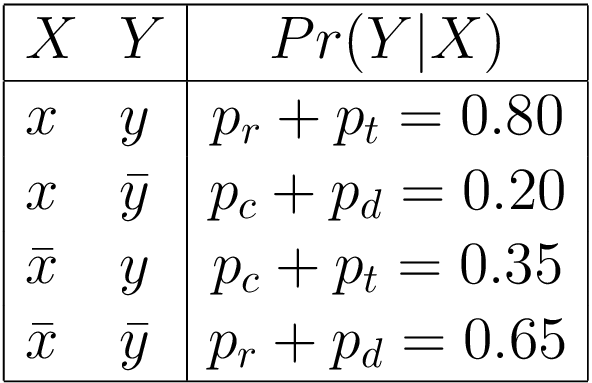 X Y Pr(Y|X)
x y p_r + p_t = 0.80
x ȳ p_c + p_d = 0.20
x̄ y p_c + p_t = 0.35
x̄ ȳ p_r + p_d = 0.65